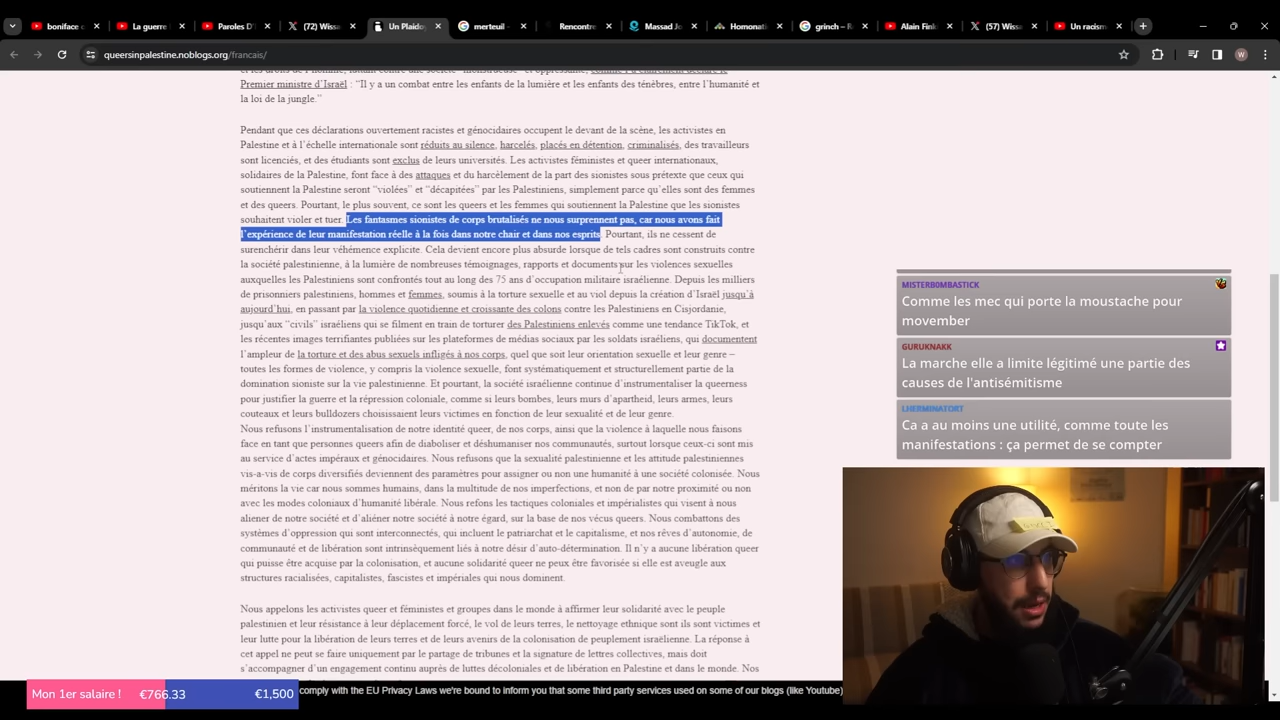 boniface c
La guerre
Paroles D'
(72) Wissa
Un Plaidoy
merteuil -
Rencontre
Massad Jo
Homonati
grinch – R
Alain Fink
(57) Wissa
Un racism
queersinpalestine.noblogs.org/francais/
W
Premier ministre d'Israël : “Il y a un combat entre les enfants de la lumière et les enfants des ténèbres, entre l'humanité et
la loi de la jungle.”
Pendant que ces déclarations ouvertement racistes et génocidaires occupent le devant de la scène, les activistes en
Palestine et à l'échelle internationale sont réduits au silence, harcelés, placés en détention, criminalisés, des travailleurs
sont licenciés, et des étudiants sont exclus de leurs universités. Les activistes féministes et queer internationaux,
solidaires de la Palestine, font face à des attaques et du harcèlement de la part des sionistes sous prétexte que ceux qui
soutiennent la Palestine seront “violées” et “décapitées” par les Palestiniens, simplement parce qu'elles sont des femmes
et des queers. Pourtant, le plus souvent, ce sont les queers et les femmes qui soutiennent la Palestine que les sionistes
souhaitent violer et tuer. Les fantasmes sionistes de corps brutalisés ne nous surprennent pas, car nous avons fait
l'expérience de leur manifestation réelle à la fois dans notre chair et dans nos esprits. Pourtant, ils ne cessent de
surenchérir dans leur véhémence explicite. Cela devient encore plus absurde lorsque de tels cadres sont construits contre
la société palestinienne, à la lumière de nombreuses témoignages, rapports et documents sur les violences sexuelles
auxquelles les Palestiniens sont confrontés tout au long des 75 ans d'occupation militaire israélienne. Depuis les milliers
de prisonniers palestiniens, hommes et femmes, soumis à la torture sexuelle et au viol depuis la création d'Israël jusqu'à
aujourd'hui, en passant par la violence quotidienne et croissante des colons contre les Palestiniens en Cisjordanie,
jusqu'aux “civils” israéliens qui se filment en train de torturer des Palestiniens enlevés comme une tendance TikTok, et
les récentes images terrifiantes publiées sur les plateformes de médias sociaux par les soldats israéliens, qui documentent
l'ampleur de la torture et des abus sexuels infligés à nos corps, quel que soit leur orientation sexuelle et leur genre –
toutes les formes de violence, y compris la violence sexuelle, font systématiquement et structurellement partie de la
domination sioniste sur la vie palestinienne. Et pourtant, la société israélienne continue d'instrumentaliser la queerness
pour justifier la guerre et la répression coloniale, comme si leurs bombes, leurs murs d'apartheid, leurs armes, leurs
couteaux et leurs bulldozers choisissaient leurs victimes en fonction de leur sexualité et de leur genre.
Nous refusons l'instrumentalisation de notre identité queer, de nos corps, ainsi que la violence à laquelle nous faisons
face en tant que personnes queers afin de diaboliser et déshumaniser nos communautés, surtout lorsque ceux-ci sont mis
au service d'actes impéraux et génocidaires. Nous refusons que la sexualité palestinienne et les attitude palestiniennes
vis-a-vis de corps diversifiés deviennent des paramètres pour assigner ou non une humanité à une société colonisée. Nous
méritons la vie car nous sommes humains, dans la multitude de nos imperfections, et non de par notre proximité ou non
avec les modes coloniaux d'humanité libérale. Nous refons les tactiques coloniales et impérialistes qui visent à nous
aliener de notre société et d'aliéner notre société à notre égard, sur la base de nos vécus queers. Nous combattons des
systèmes d'oppression qui sont interconnectés, qui incluent le patriarchat et le capitalisme, et nos rêves d'autonomie, de
communauté et de libération sont intrinsèquement liés à notre désir d'auto-détermination. Il n'y a aucune libération queer
qui puisse être acquise par la colonisation, et aucune solidarité queer ne peux être favorisée si elle est aveugle aux
structures racialisées, capitalistes, fascistes et impériales qui nous dominent.
Nous appelons les activistes queer et féministes et groupes dans le monde à affirmer leur solidarité avec le peuple
palestinien et leur résistance à leur déplacement forcé, le vol de leurs terres, le nettoyage ethnique sont ils sont victimes et
leur lutte pour la libération de leurs terres et de leurs avenirs de la colonisation de peuplement israélienne. La réponse à
cet appel ne peut se faire uniquement par le partage de tribunes et la signature de lettres collectives, mais doit
s'accompagner d'un engagement continu auprès de luttes décoloniales et de libération en Palestine et dans le monde. Nos
comply with the EU Privacy Laws we're bound to inform you that some third party services used on some of our blogs (like Youtube)
MISTERB0MBASTICK
Comme les mec qui porte la moustache pour
movember
GURUKNAKK
La marche elle a limite légitimé une partie des
causes de l'antisémitisme
LHERMINATORT
Ca a au moins une utilité, comme toute les
manifestations : ça permet de se compter
Mon 1er salaire ! €766.33 €1,500